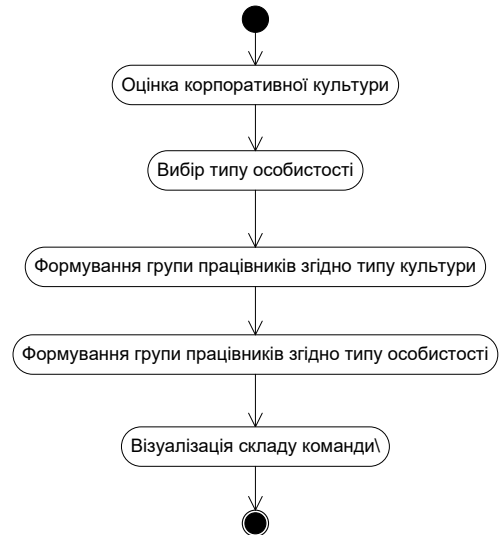 Оцінка корпоративної культури
Вибір типу особистості
Формування групи працівників згідно типу культури
Формування групи працівників згідно типу особистості
Візуалізація складу команди\